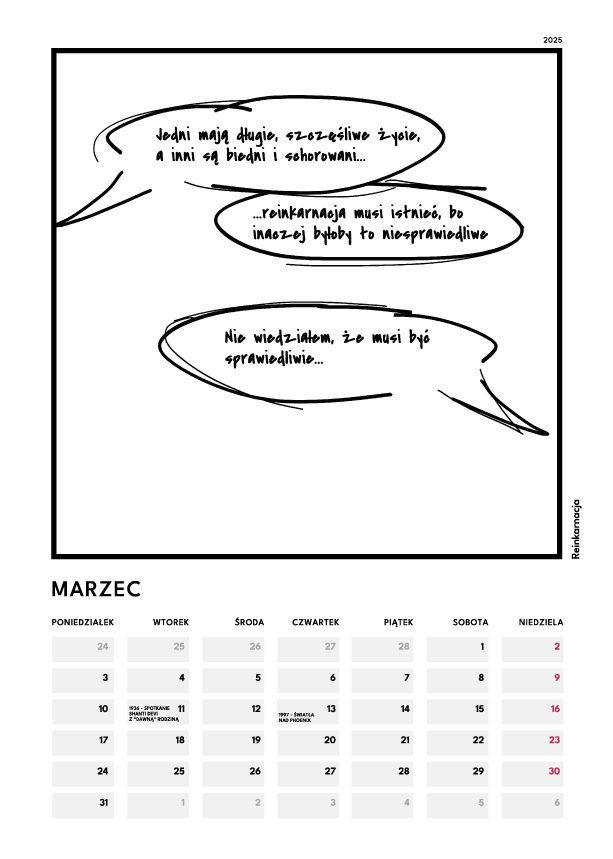 2025
Jedni mają długie, szczęśliwe życie,
a inni są biedni i schorowani...
...reinkarnacja musi istnieć, bo
inaczej byłoby to niesprawiedliwe
Nie wiedziałem, że musi być
sprawiedliwie...
Reinkarnacja
MARZEC
PONIEDZIAŁEK WTOREK ŚRODA CZWARTEK PIĄTEK SOBOTA NIEDZIELA
24 25 26 27 28 1 2
3 4 5 6 7 8 9
10 11 12 13 14 15 16
1936 - SPOTKANIE
SHANTI DEVI
Z "DAWNĄ" RODZINĄ
1997 - ŚWIATŁA
NAD PHOENIX
17 18 19 20 21 22 23
24 25 26 27 28 29 30
31 1 2 3 4 5 6